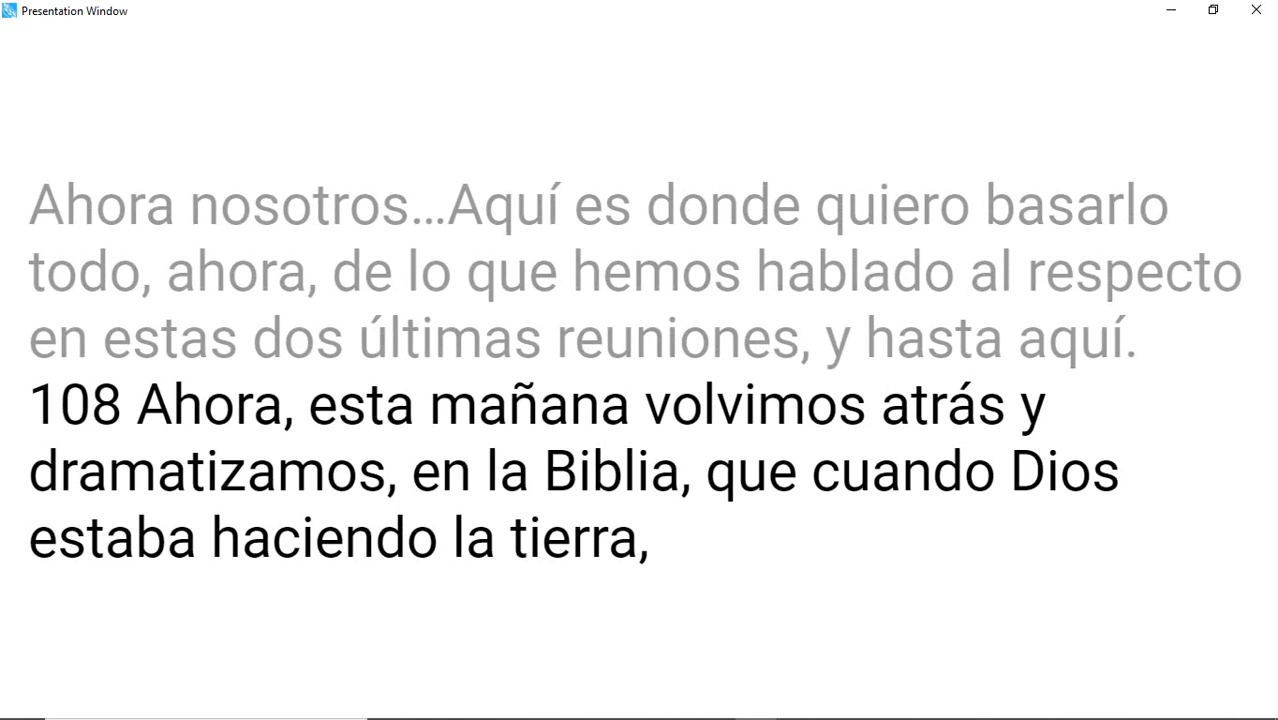 Presentation Window
Ahora nosotros...Aquí es donde quiero basarlo
todo, ahora, de lo que hemos hablado al respecto
en estas dos últimas reuniones, y hasta aquí.
108 Ahora, esta mañana volvimos atrás y
dramatizamos, en la Biblia, que cuando Dios
estaba haciendo la tierra,